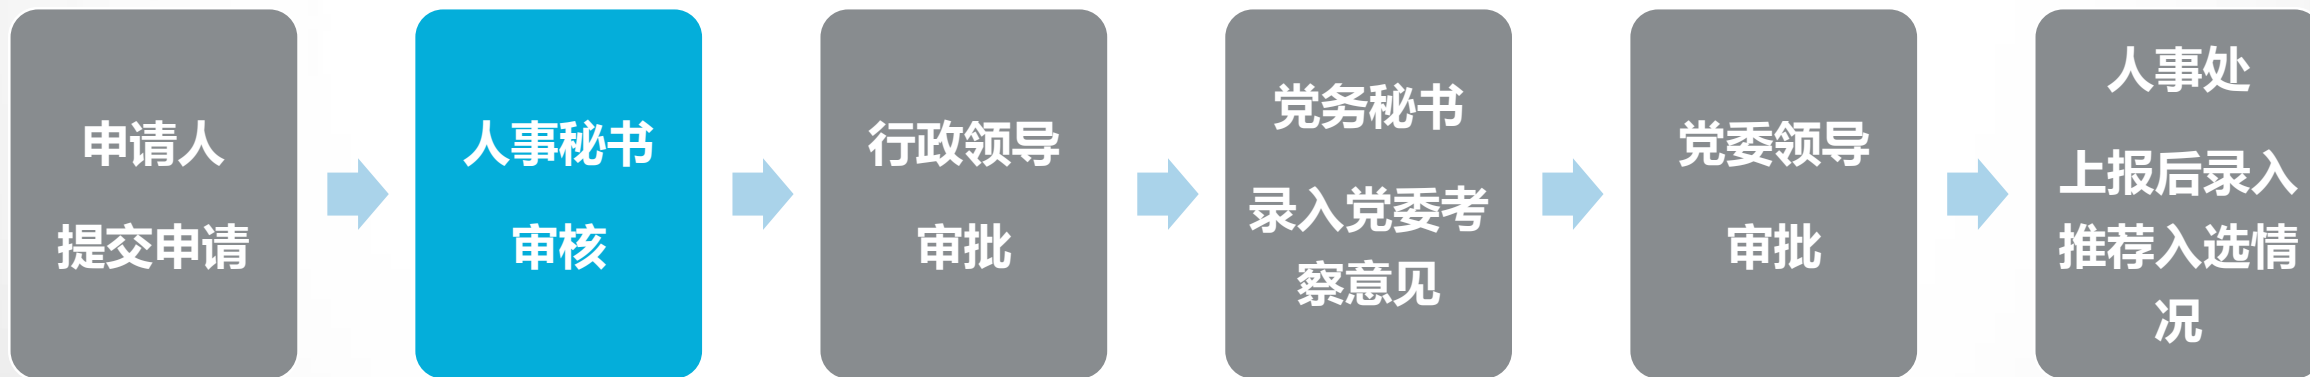 申请人
提交申请
人事秘书
审核
行政领导
审批
党务秘书
录入党委考
察意见
党委领导
审批
人事处
上报后录入
推荐入选情
况